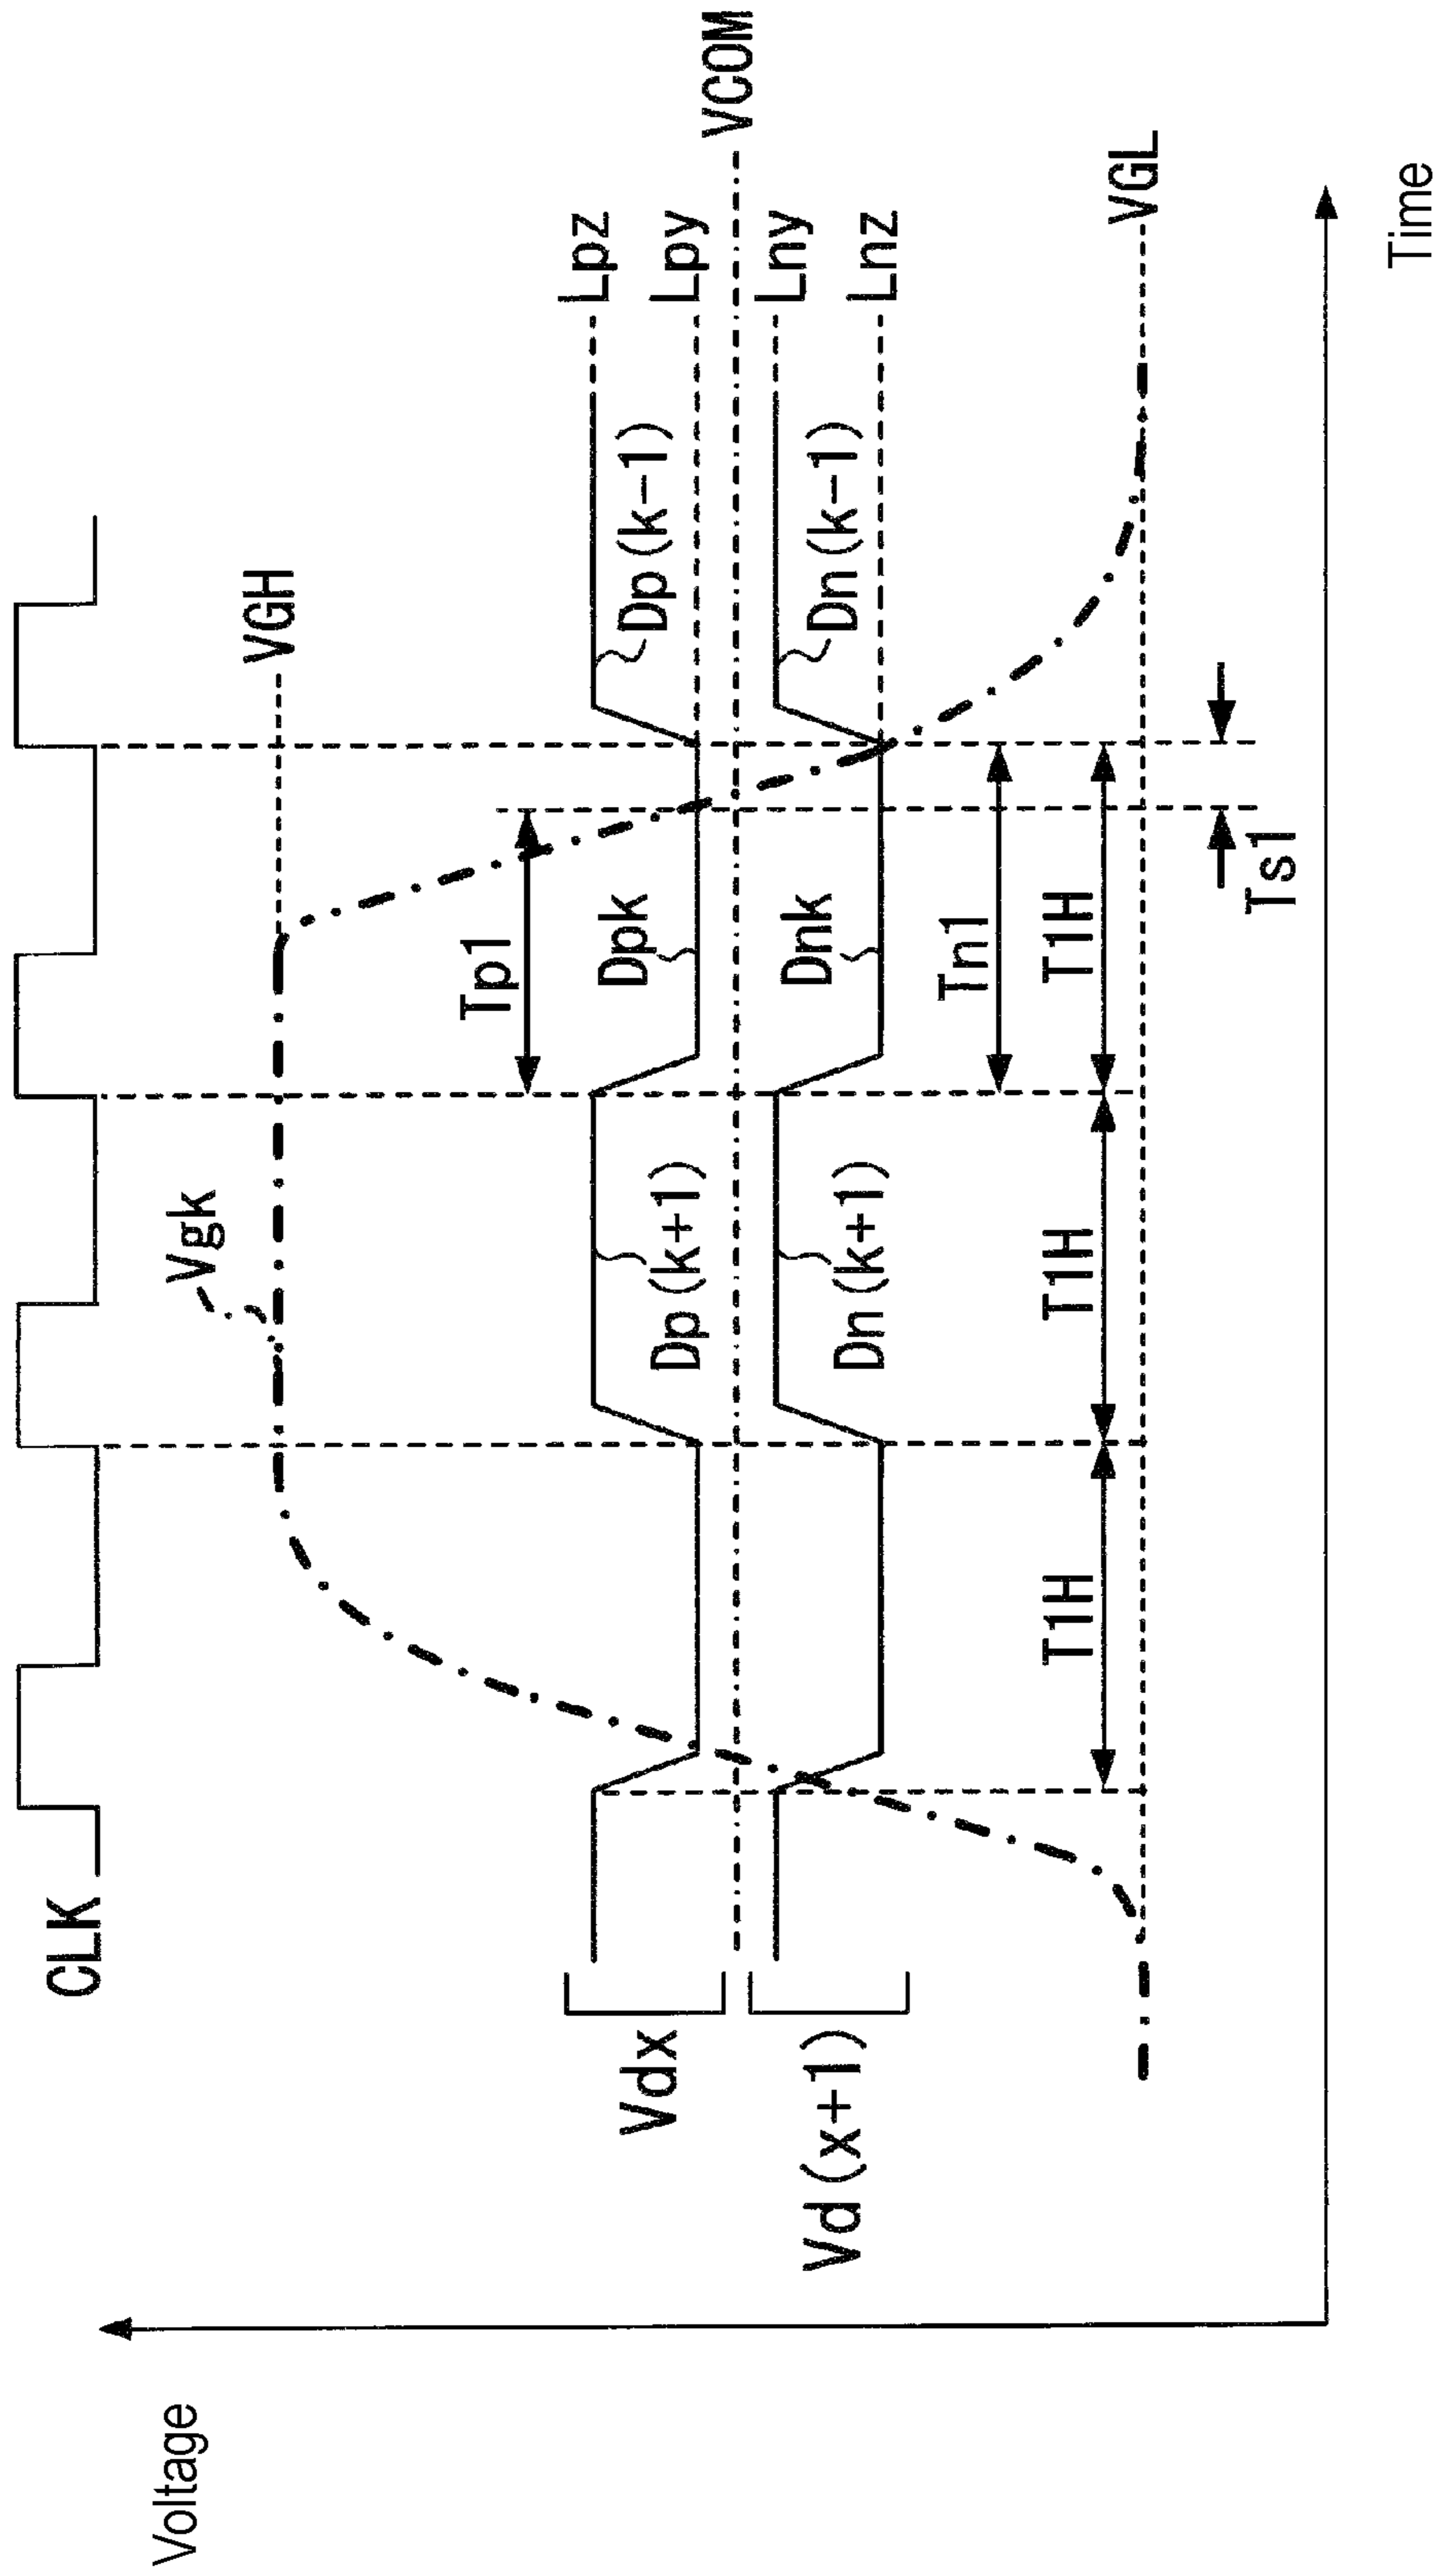 Voltage
CLK
Vgk
VGH
Tp1
Vdx
Dp(k+1)
Dpk
Dp(k-1)
Lpz
Lpy
VCOM
Vd(x+1)
Dn(k+1)
Dnk
Dn(k-1)
Lny
Lnz
Tn1
T1H
T1H
T1H
VGL
Ts1
Time